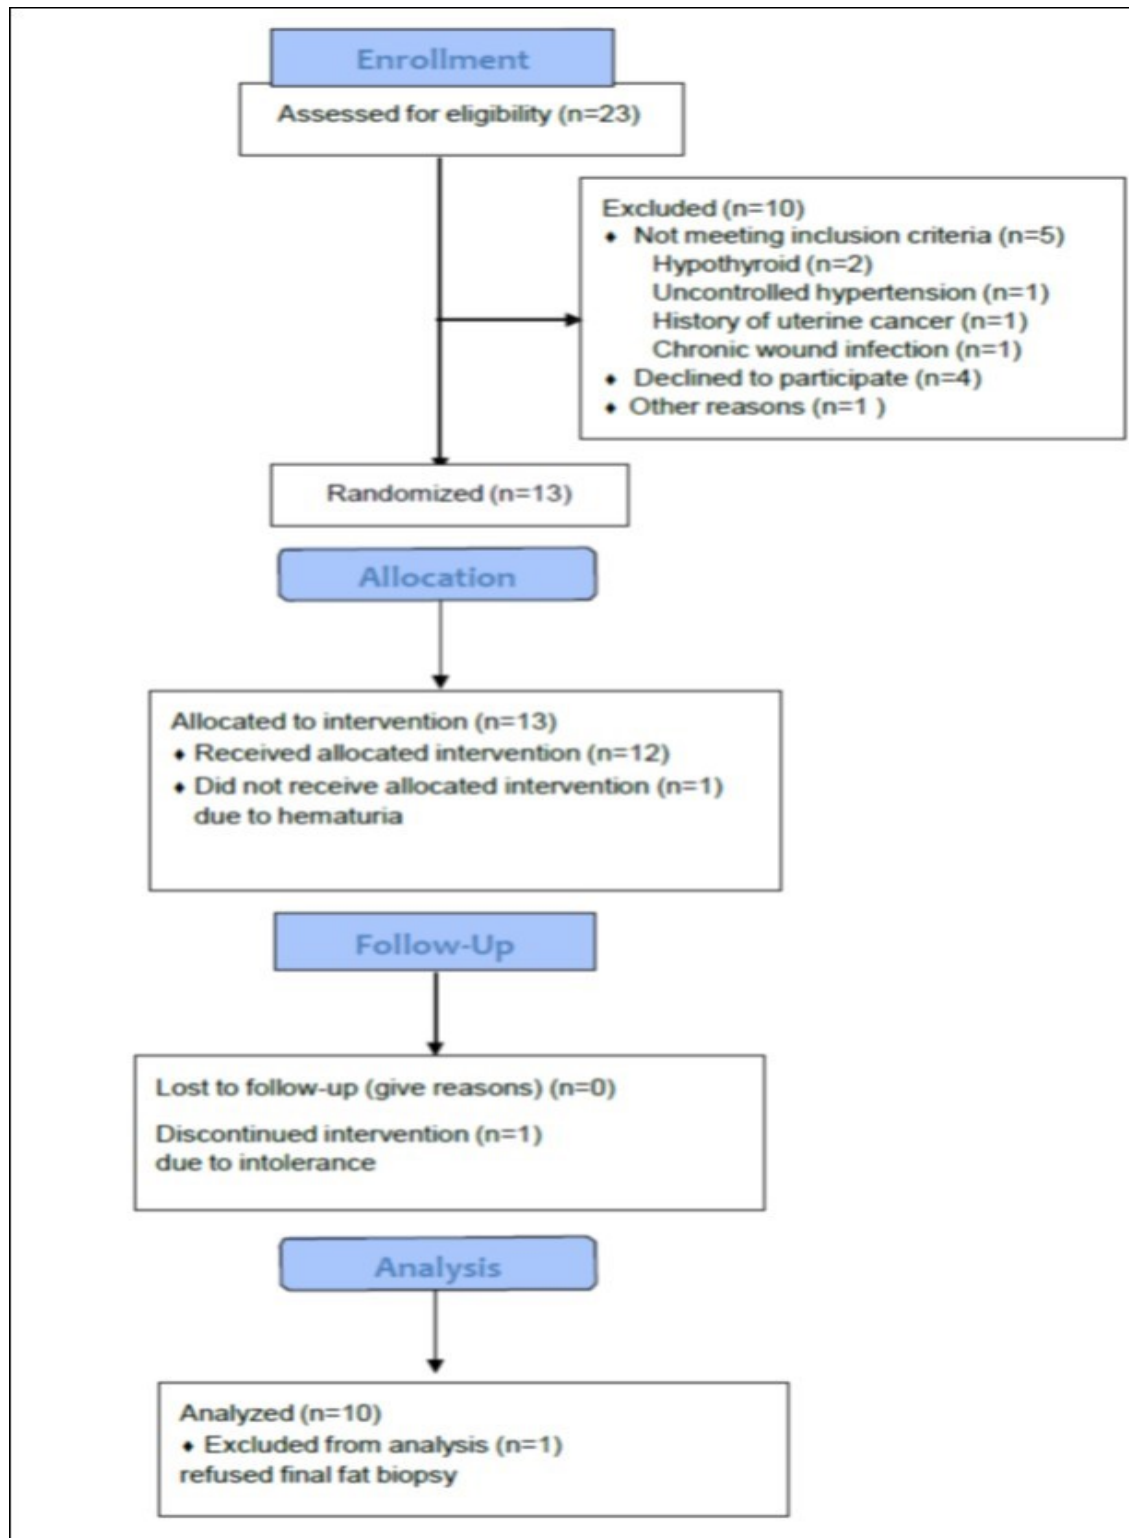 Enrollment
Assessed for eligibility (n=23)
Excluded (n=10)
♦ Not meeting inclusion criteria (n=5)
Hypothyroid (n=2)
Uncontrolled hypertension (n=1)
History of uterine cancer (n=1)
Chronic wound infection (n=1)
♦ Declined to participate (n=4)
♦ Other reasons (n=1 )
Randomized (n=13)
Allocation
Allocated to intervention (n=13)
♦ Received allocated intervention (n=12)
♦ Did not receive allocated intervention (n=1)
due to hematuria
Follow-Up
Lost to follow-up (give reasons) (n=0)
Discontinued intervention (n=1)
due to intolerance
Analysis
Analyzed (n=10)
♦ Excluded from analysis (n=1)
refused final fat biopsy